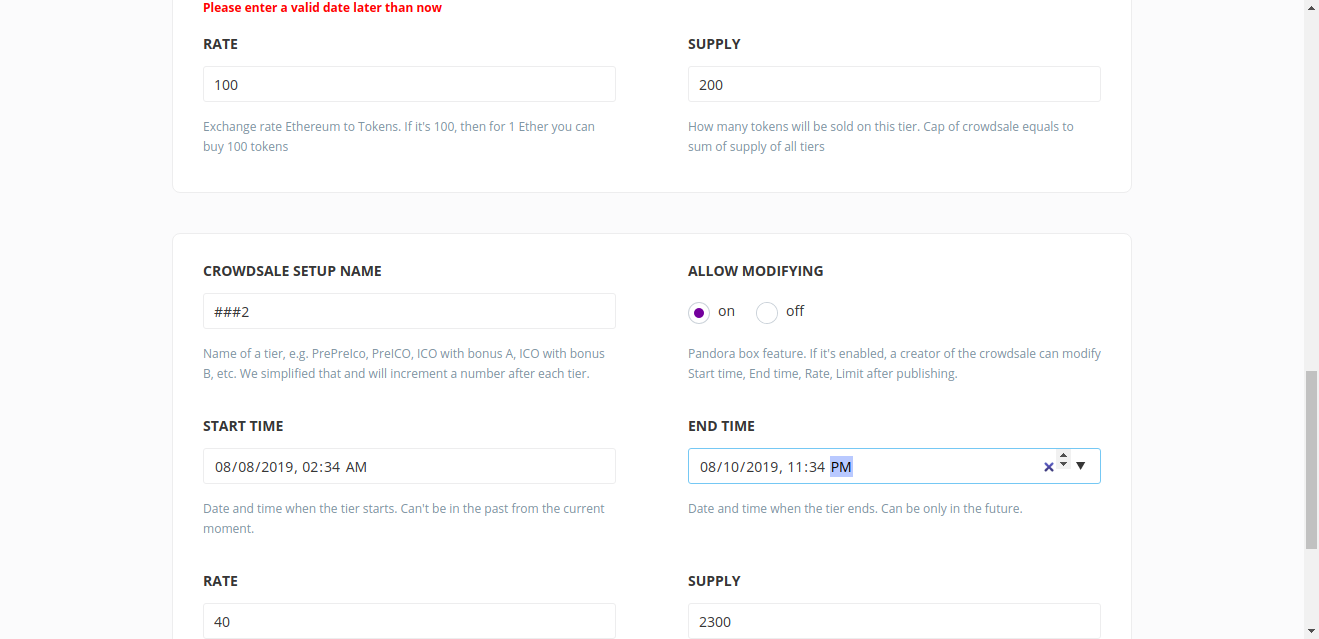 Please enter a valid date later than now
RATE
SUPPLY
100
200
Exchange rate Ethereum to Tokens. If it's 100, then for 1 Ether you can
buy 100 tokens
How many tokens will be sold on this tier. Cap of crowdsale equals to
sum of supply of all tiers
CROWDSALE SETUP NAME
ALLOW MODIFYING
###2
on
off
Name of a tier, e.g. PrePreIco, PreICO, ICO with bonus A, ICO with bonus
B, etc. We simplified that and will increment a number after each tier.
Pandora box feature. If it's enabled, a creator of the crowdsale can modify
Start time, End time, Rate, Limit after publishing.
START TIME
END TIME
08/08/2019, 02:34 AM
08/10/2019, 11:34 PM
Date and time when the tier starts. Can't be in the past from the current
moment.
Date and time when the tier ends. Can be only in the future.
RATE
SUPPLY
40
2300